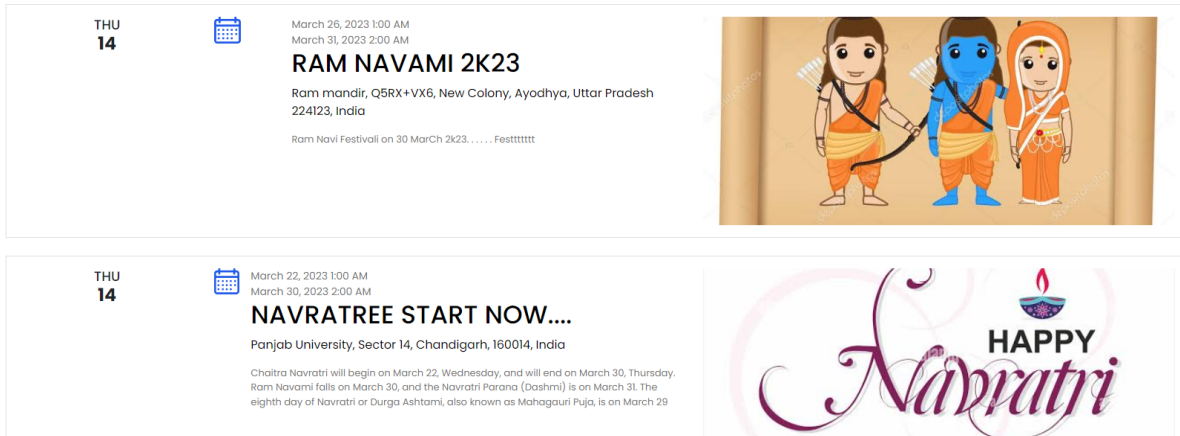 THU
14
March 26, 2023 1:00 AM
March 31, 2023 2:00 AM
RAM NAVAMI 2K23
Ram mandir, Q5RX+VX6, New Colony, Ayodhya, Uttar Pradesh
224123, India
Ram Navi Festivali on 30 MarCh 2k23. . . . . . Festttttt
THU
14
March 22, 2023 1:00 AM
March 30, 2023 2:00 AM
NAVRATREE START NOW....
Panjab University, Sector 14, Chandigarh, 160014, India
Chaitra Navratri will begin on March 22, Wednesday, and will end on March 30, Thursday.
Ram Navami falls on March 30, and the Navratri Parana (Dashmi) is on March 31. The
eighth day of Navratri or Durga Ashtami, also known as Mahagauri Puja, is on March 29
HAPPY
Navratri